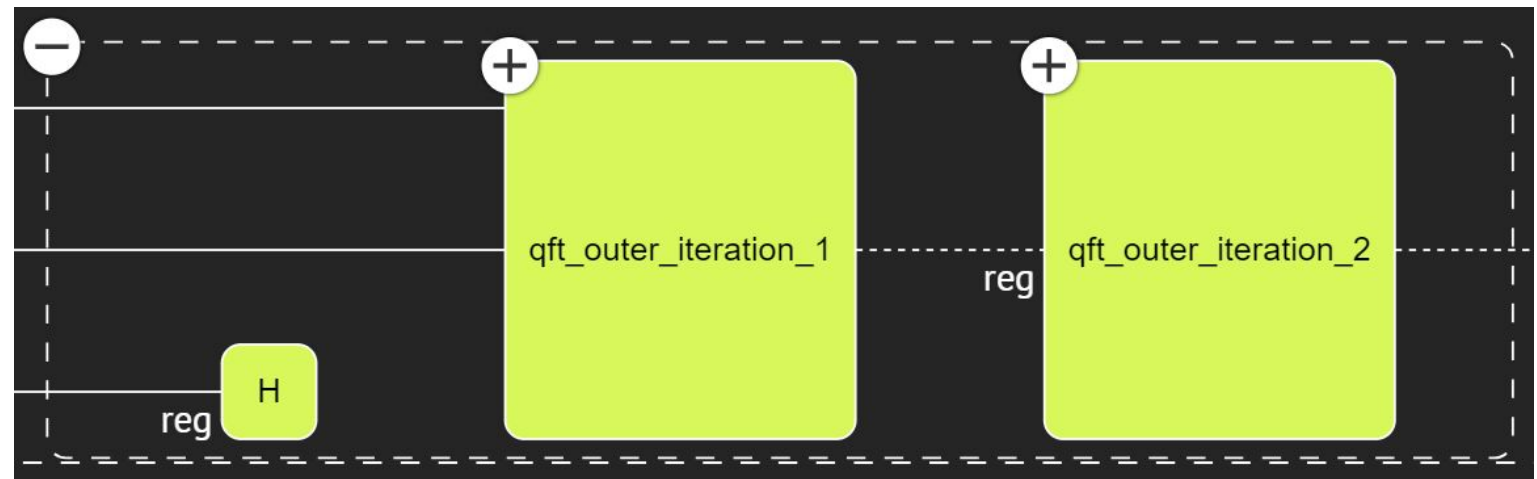 qft_outer_iteration_1
qft_outer_iteration_2
reg
H
reg